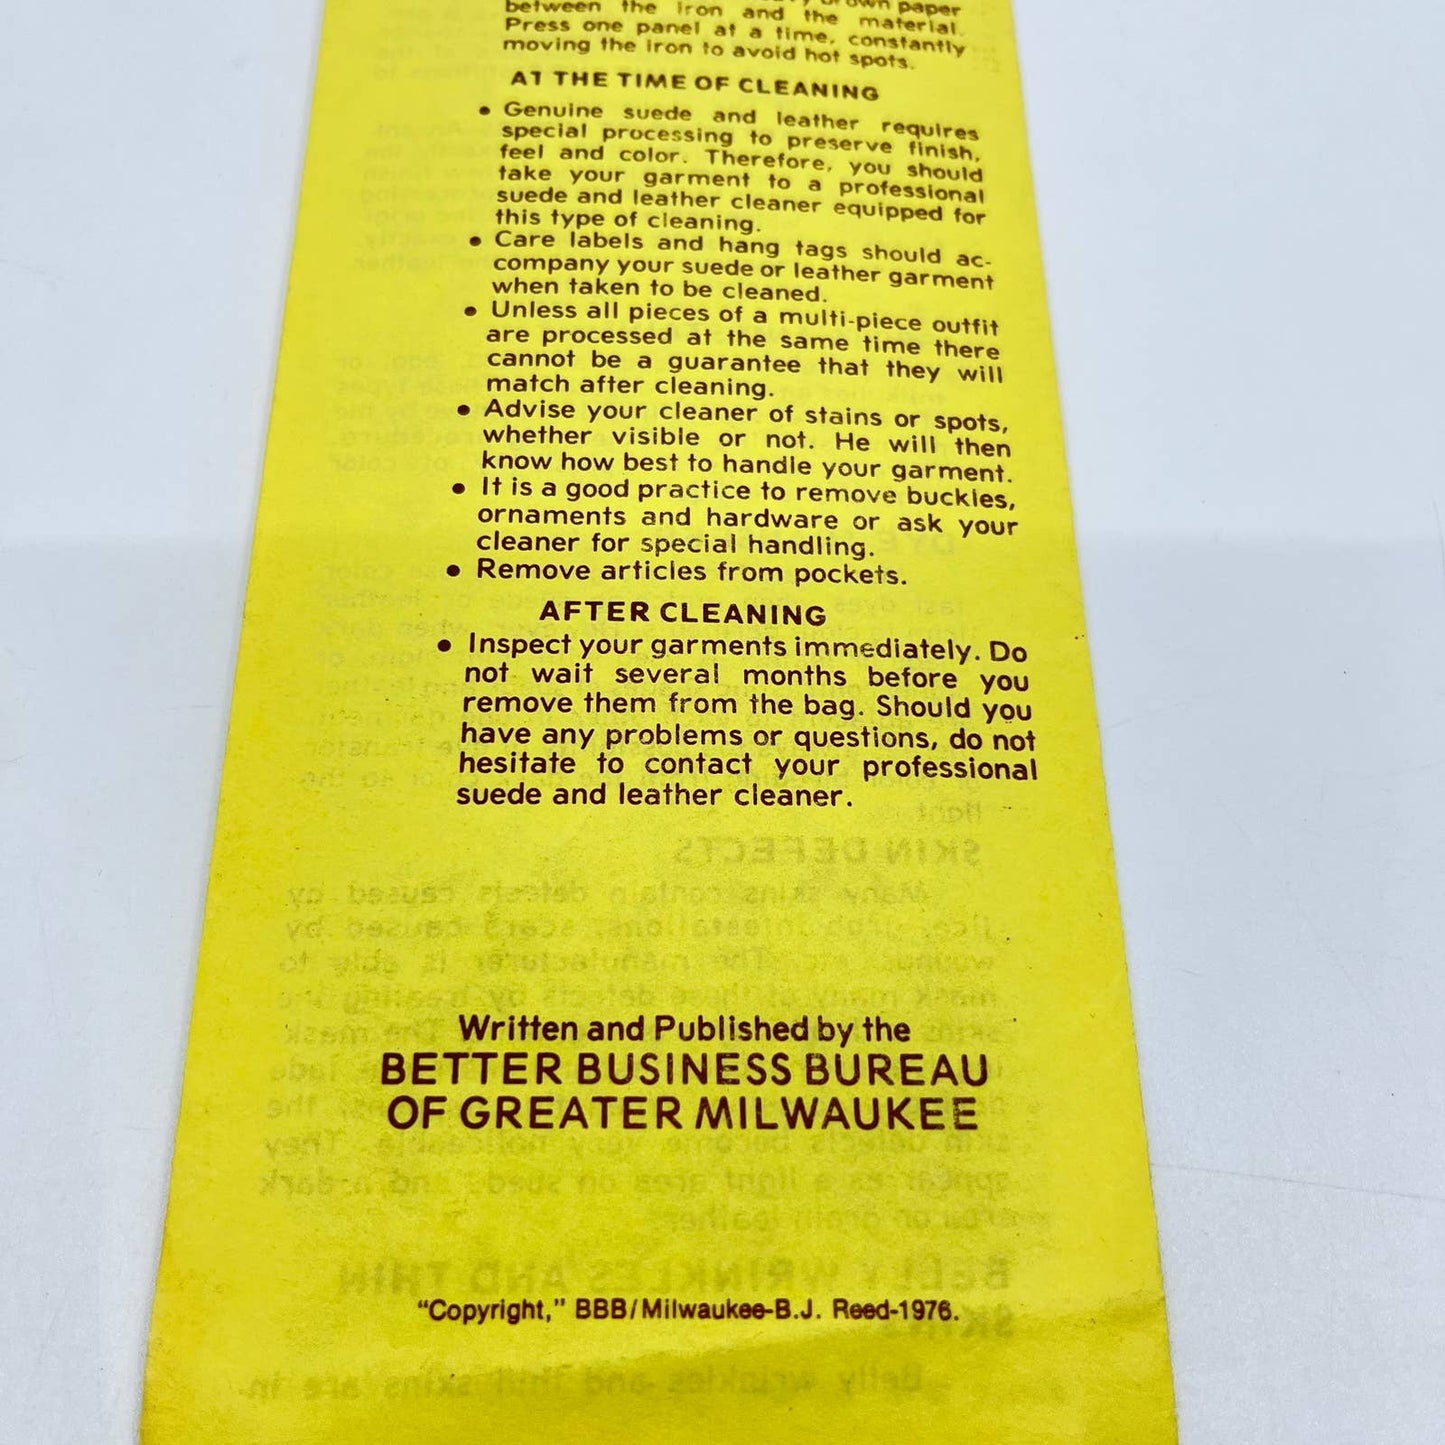 brown paper
between the iron and the material.
Press one panel at a time, constantly
moving the iron to avoid hot spots.
AT THE TIME OF CLEANING
• Genuine suede and leather requires
special processing to preserve finish,
feel and color. Therefore, you should
take your garment to a professional
suede and leather cleaner equipped for
this type of cleaning.
• Care labels and hang tags should ac-
company your suede or leather garment
when taken to be cleaned.
• Unless all pieces of a multi-piece outfit
are processed at the same time there
cannot be a guarantee that they will
match after cleaning.
• Advise your cleaner of stains or spots,
whether visible or not. He will then
know how best to handle your garment.
• It is a good practice to remove buckles,
ornaments and hardware or ask your
cleaner for special handling.
• Remove articles from pockets.
AFTER CLEANING
• Inspect your garments immediately. Do
not wait several months before you
remove them from the bag. Should you
have any problems or questions, do not
hesitate to contact your professional
suede and leather cleaner.
Written and Published by the
BETTER BUSINESS BUREAU
OF GREATER MILWAUKEE
"Copyright," BBB/Milwaukee-B.J. Reed-1976.